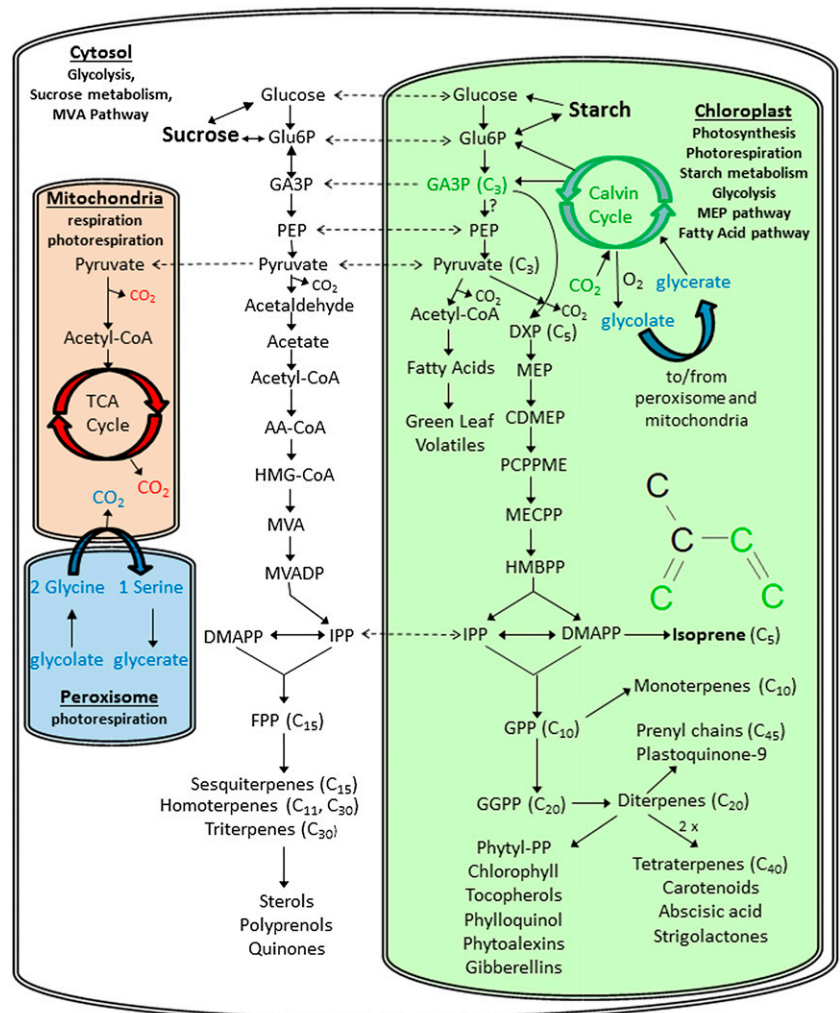 Cytosol
Glycolysis,
Sucrose metabolism,
MVA Pathway
Glucose
Sucrose
Glu6P
GA3P
PEP
Pyruvate
CO₂
Acetaldehyde
Acetate
Acetyl-CoA
AA-CoA
HMG-CoA
MVA
MVADP
DMAPP
IPP
FPP (C₁₅)
Sesquiterpenes (C₁₅)
Homoterpenes (C₁₁, C₃₀)
Triterpenes (C₃₀)
Sterols
Polyprenols
Quinones
Mitochondria
respiration
photorespiration
Pyruvate
CO₂
Acetyl-CoA
TCA
Cycle
CO₂
CO₂
2 Glycine 1 Serine
glycolate glycerate
Peroxisome
photorespiration
Chloroplast
Photosynthesis
Photorespiration
Starch metabolism
Glycolysis
MEP pathway
Fatty Acid pathway
Glucose
Starch
Glu6P
GA3P (C₃)
?
PEP
Pyruvate (C₃)
CO₂
CO₂
Acetyl-CoA
Fatty Acids
Green Leaf
Volatiles
Calvin
Cycle
CO₂
O₂
glycerate
glycolate
to/from
peroxisome and
mitochondria
DXP (C₅)
MEP
CDMEP
PCPPME
MECPP
HMBPP
C
C
C
C
C
IPP
DMAPP
Isoprene (C₅)
Monoterpenes (C₁₀)
GPP (C₁₀)
Prenyl chains (C₄₅)
Plastoquinone-9
GGPP (C₂₀)
Diterpenes (C₂₀)
2 x
Phytyl-PP
Chlorophyll
Tocopherols
Phylloquinol
Phytoalexins
Gibberellins
Tetraterpenes (C₄₀)
Carotenoids
Abscisic acid
Strigolactones